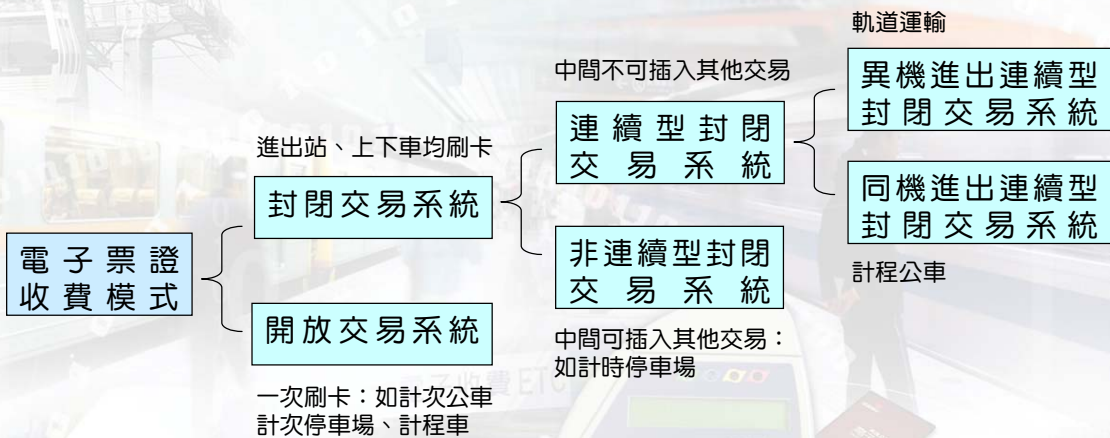 電子票證
收費模式
進出站、上下車均刷卡
封閉交易系統
開放交易系統
一次刷卡：如計次公車
計次停車場、計程車
中間不可插入其他交易
連續型封閉
交易系統
非連續型封閉
交易系統
中間可插入其他交易：
如計時停車場
軌道運輸
異機進出連續型
封閉交易系統
同機進出連續型
封閉交易系統
計程公車